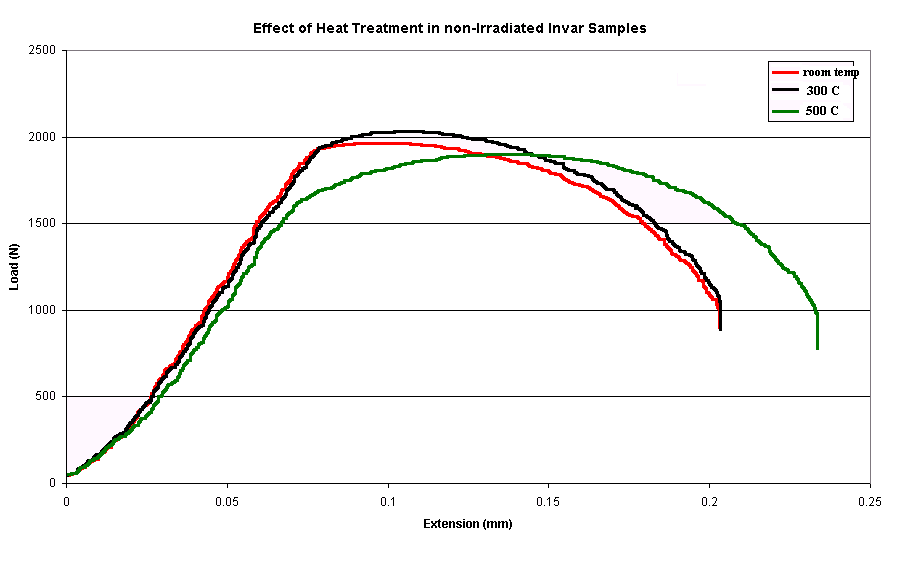 Effect of Heat Treatment in non-Irradiated Invar Samples
2500
2000
1500
1000
500
0
Load (N)
room temp
300 C
500 C
0
0.05
0.1
0.15
0.2
0.25
Extension (mm)